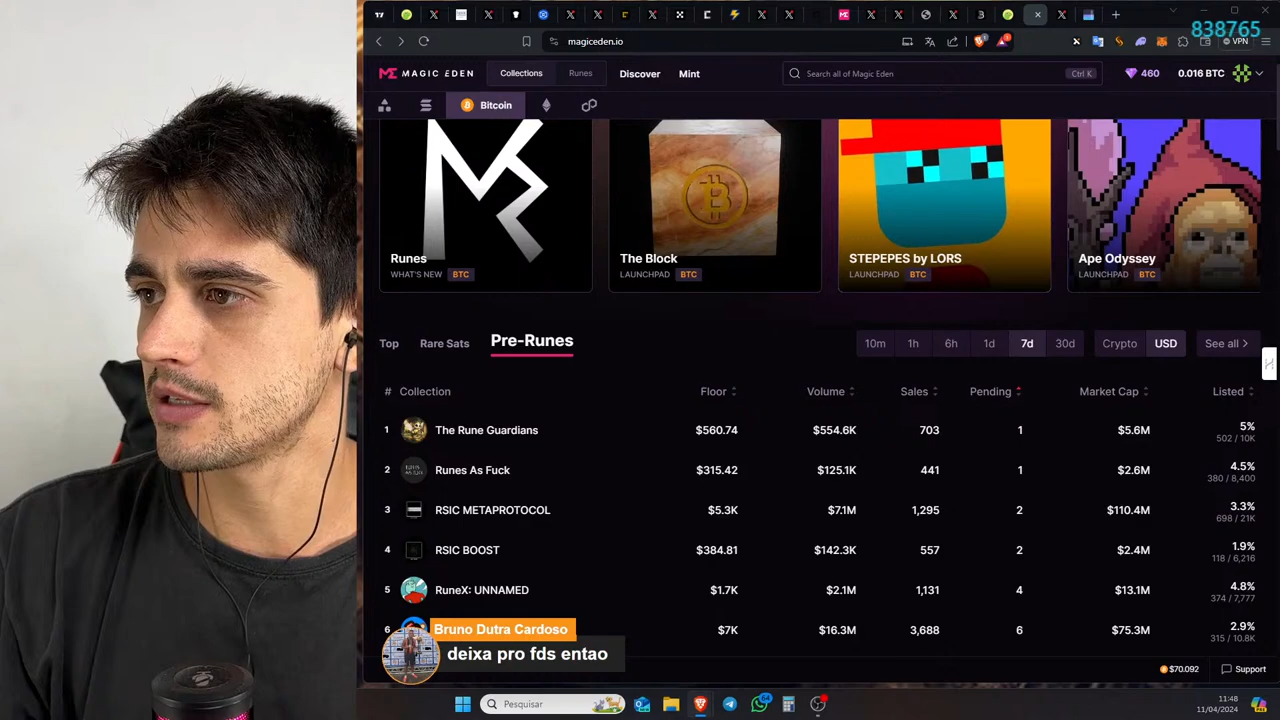 838765
magiceden.io
VPN
MAGIC EDEN
Collections
Runes
Discover
Mint
Search all of Magic Eden
Ctrl K
460
0.016 BTC
Bitcoin
Runes
WHAT'S NEW BTC
The Block
LAUNCHPAD BTC
STEPEPES by LORS
LAUNCHPAD BTC
Ape Odyssey
LAUNCHPAD BTC
Top Rare Sats Pre-Runes
10m 1h 6h 1d 7d 30d
Crypto USD
See all
# Collection Floor Volume Sales Pending Market Cap Listed
1 The Rune Guardians $560.74 $554.6K 703 1 $5.6M 5%
502 / 10K
2 Runes As Fuck $315.42 $125.1K 441 1 $2.6M 4.5%
380 / 8,400
3 RSIC METAPROTOCOL $5.3K $7.1M 1,295 2 $110.4M 3.3%
698 / 21K
4 RSIC BOOST $384.81 $142.3K 557 2 $2.4M 1.9%
118 / 6,216
5 RuneX: UNNAMED $1.7K $2.1M 1,131 4 $13.1M 4.8%
374 / 7,777
6 $7K $16.3M 3,688 6 $75.3M 2.9%
315 / 10.8K
Bruno Dutra Cardoso
deixa pro fds entao
$70.092
Support
Pesquisar
64
11:48
11/04/2024